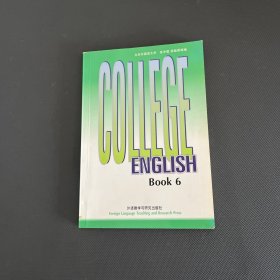 COLLEGE
ENGLISH
Book 6
外语教学与研究出版社
Foreign Language Teaching and Research Press